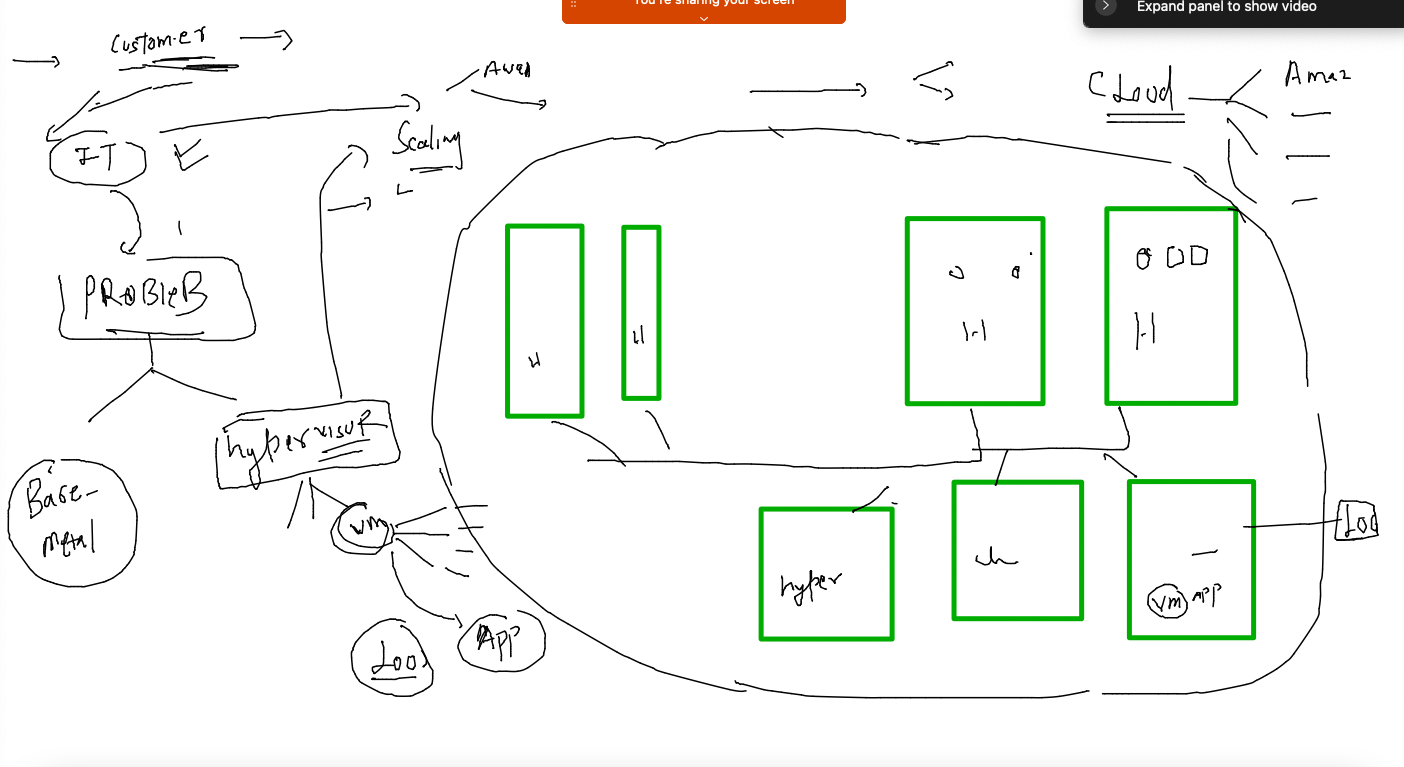 You're sharing your screen
Expand panel to show video
Customer
IT
Scaling
CLoud
Amaz
PROBleB
hypervisuR
Base-
metal
vm
App
Loo
H
H
H
H
hyper
vm APP
Loo